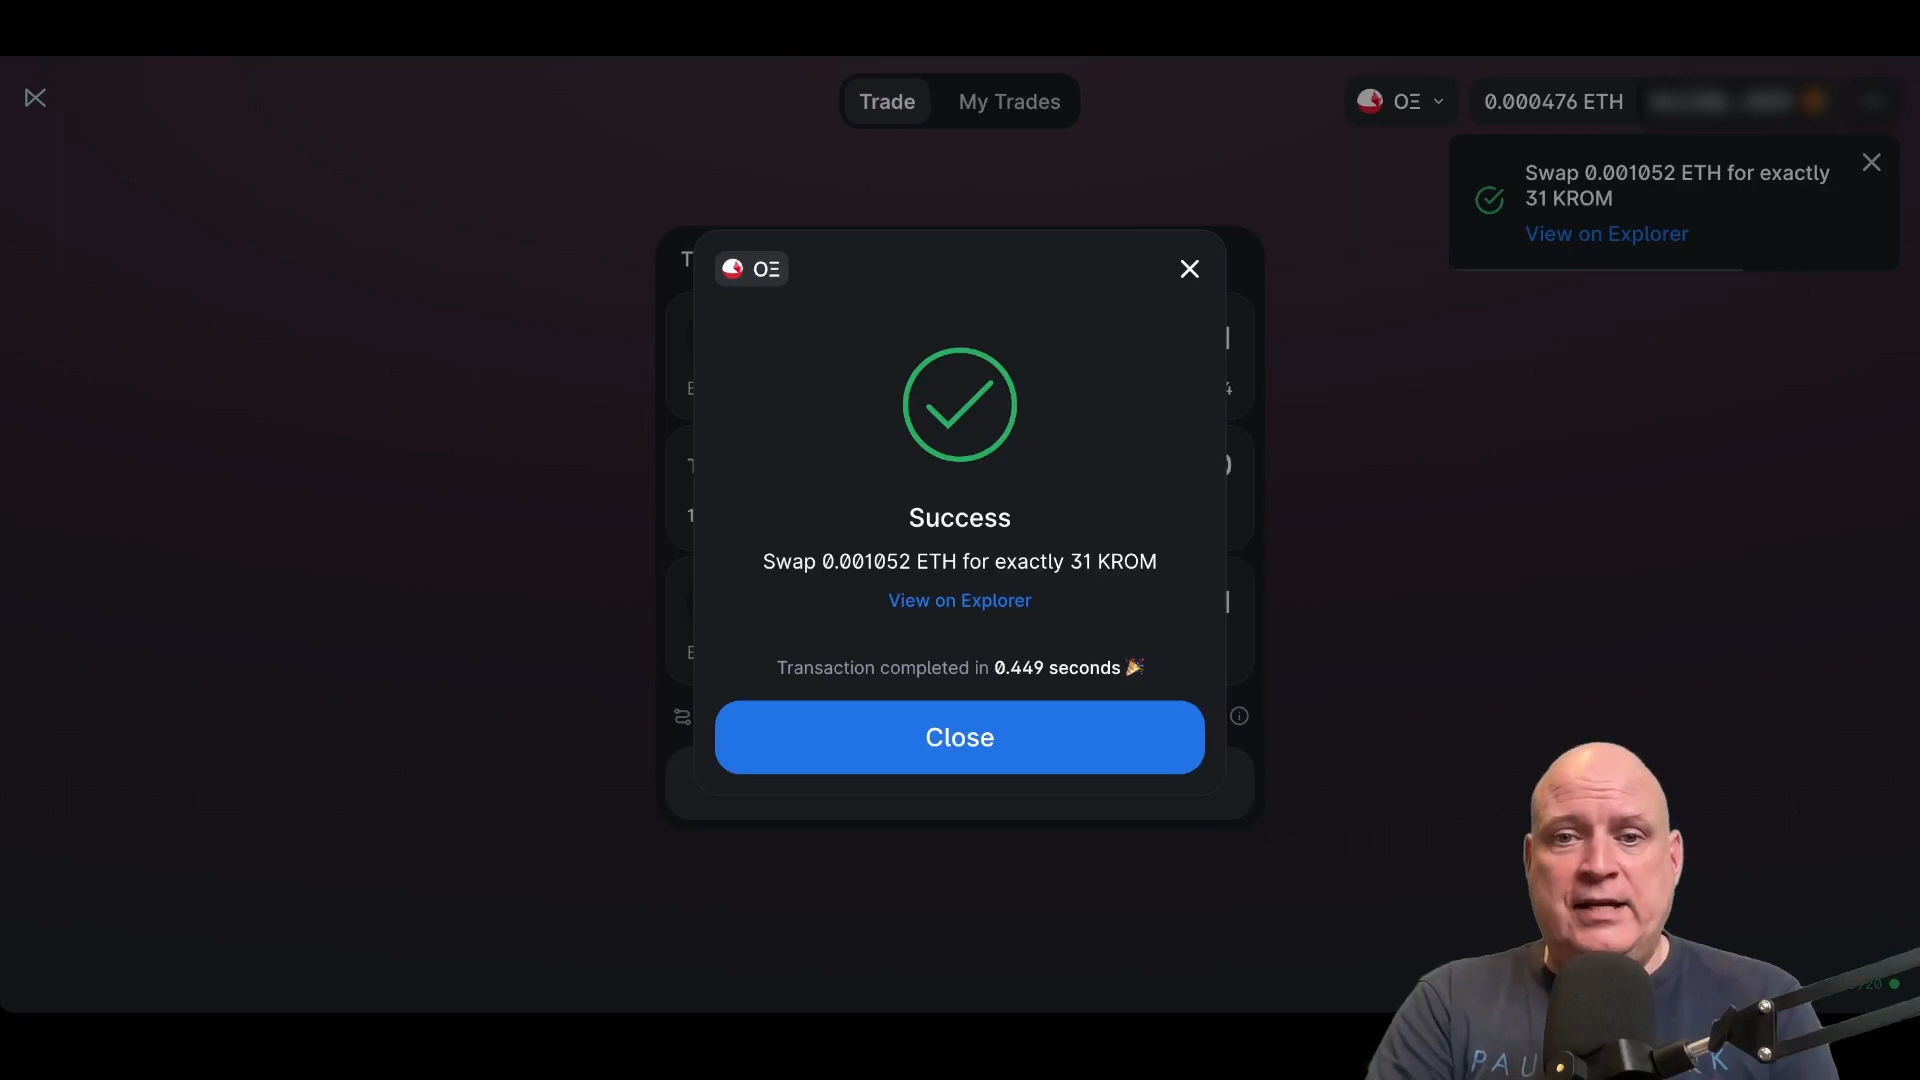 Trade
My Trades
OΞ
0.000476 ETH
Swap 0.001052 ETH for exactly
31 KROM
View on Explorer
OΞ
Success
Swap 0.001052 ETH for exactly 31 KROM
View on Explorer
Transaction completed in 0.449 seconds 🎉
Close